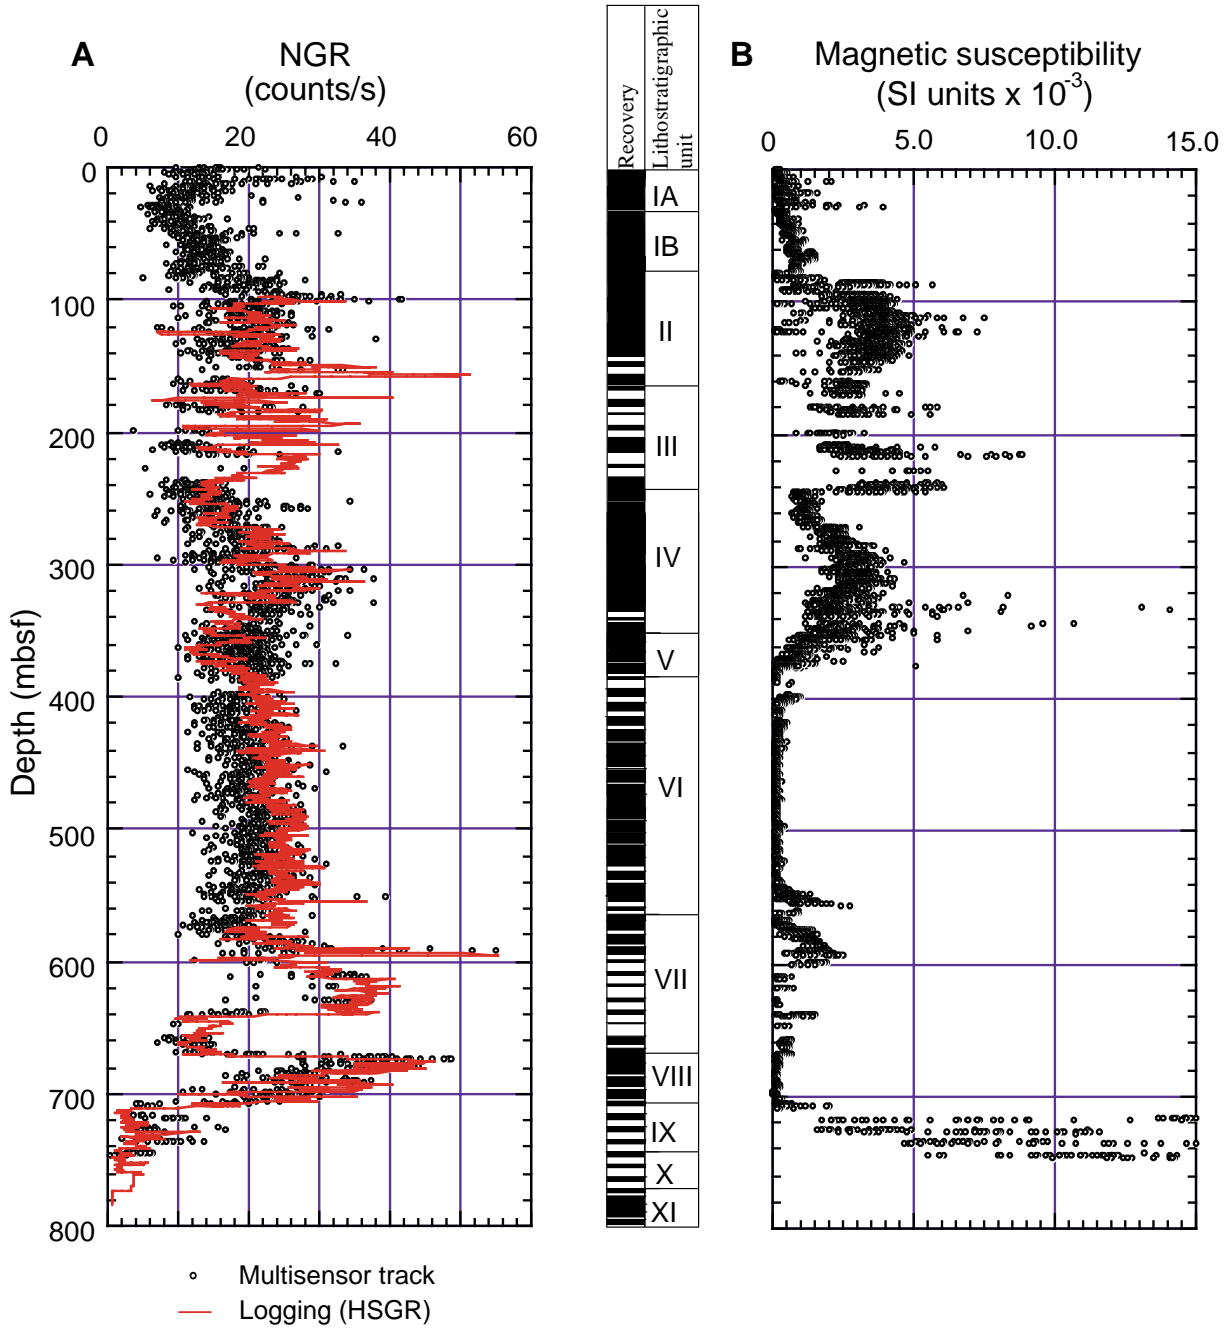 A
NGR
(counts/s)
0 20 40 60
0
100
200
300
400
500
600
700
800
Depth (mbsf)
Multisensor track
Logging (HSGR)
Recovery
Lithostratigraphic
unit
IA
IB
II
III
IV
V
VI
VII
VIII
IX
X
XI
B
Magnetic susceptibility
(SI units x 10-3)
0 5.0 10.0 15.0